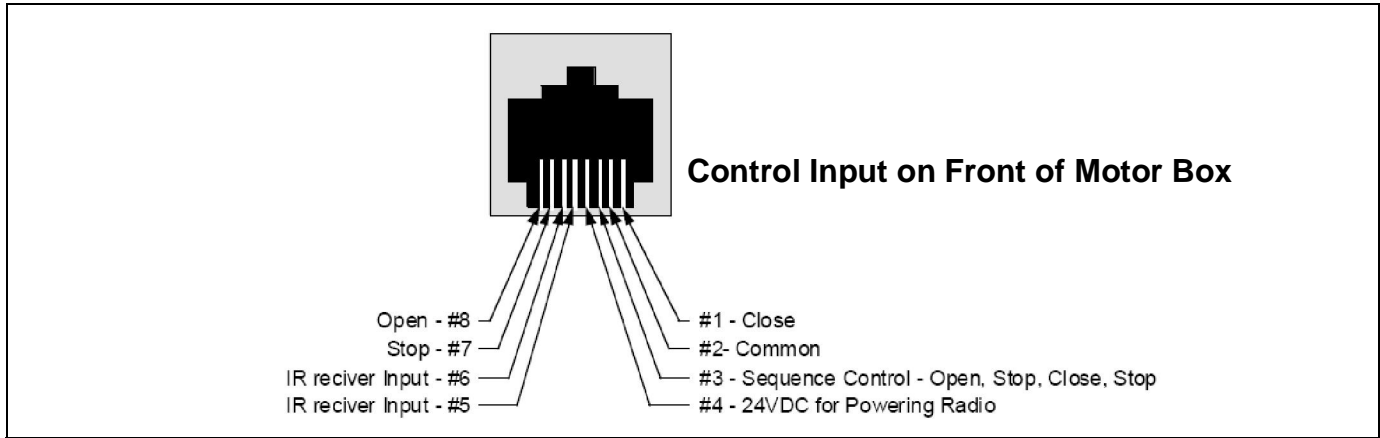 Control Input on Front of Motor Box
Open - #8
Stop - #7
IR reciver Input - #6
IR reciver Input - #5
#1 - Close
#2- Common
#3 - Sequence Control - Open, Stop, Close, Stop
#4 - 24VDC for Powering Radio